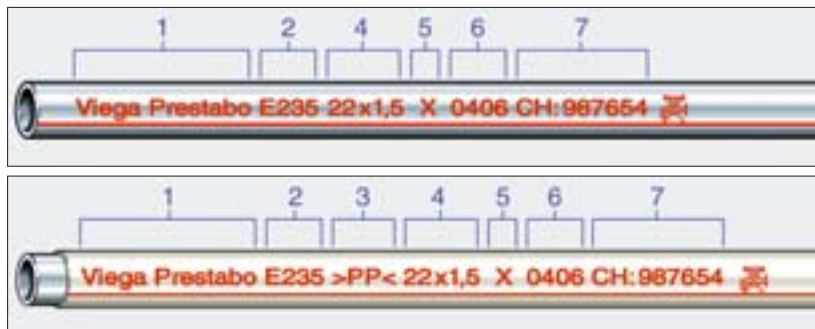 1 2 4 5 6 7
Viega Prestabo E235 22x1,5 X 0406 CH:987654
1 2 3 4 5 6 7
Viega Prestabo E235 >PP< 22x1,5 X 0406 CH:987654